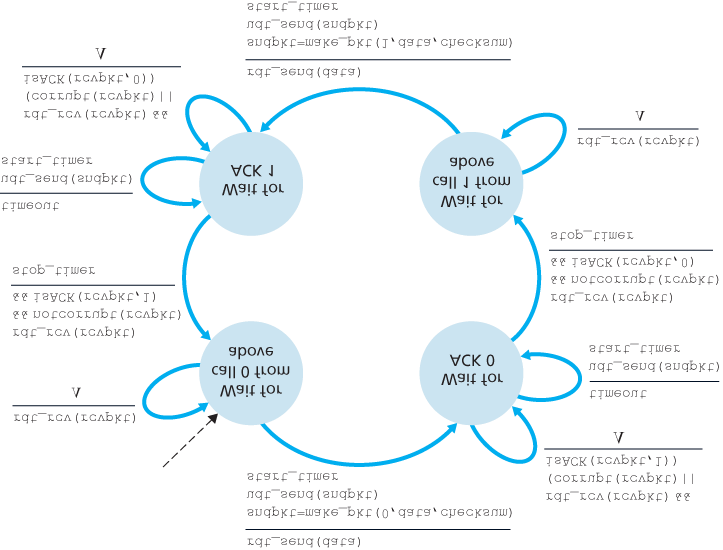 rdt_send(data)
sndpkt=make_pkt(0,data,checksum)
udt_send(sndpkt)
start_timer
rdt_rcv(rcvpkt) &&
(corrupt(rcvpkt)||
isACK(rcvpkt,1))
Λ
rdt_rcv(rcvpkt)
Λ
Wait for
call 0 from
above
Wait for
ACK 0
timeout
udt_send(sndpkt)
start_timer
rdt_rcv(rcvpkt)
&& notcorrupt(rcvpkt)
&& isACK(rcvpkt,1)
stop_timer
rdt_rcv(rcvpkt)
&& notcorrupt(rcvpkt)
&& isACK(rcvpkt,0)
stop_timer
timeout
udt_send(sndpkt)
start_timer
Wait for
ACK 1
Wait for
call 1 from
above
rdt_rcv(rcvpkt)
Λ
rdt_rcv(rcvpkt) &&
(corrupt(rcvpkt)||
isACK(rcvpkt,0))
Λ
rdt_send(data)
sndpkt=make_pkt(1,data,checksum)
udt_send(sndpkt)
start_timer